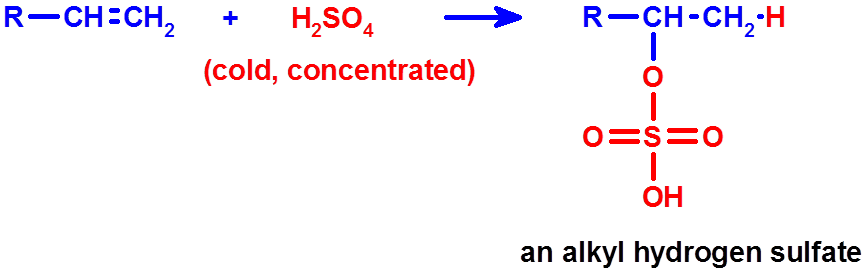 R—CH=CH₂ + H₂SO₄ → R—CH—CH₂-H
(cold, concentrated)
O
O=S=O
OH
an alkyl hydrogen sulfate